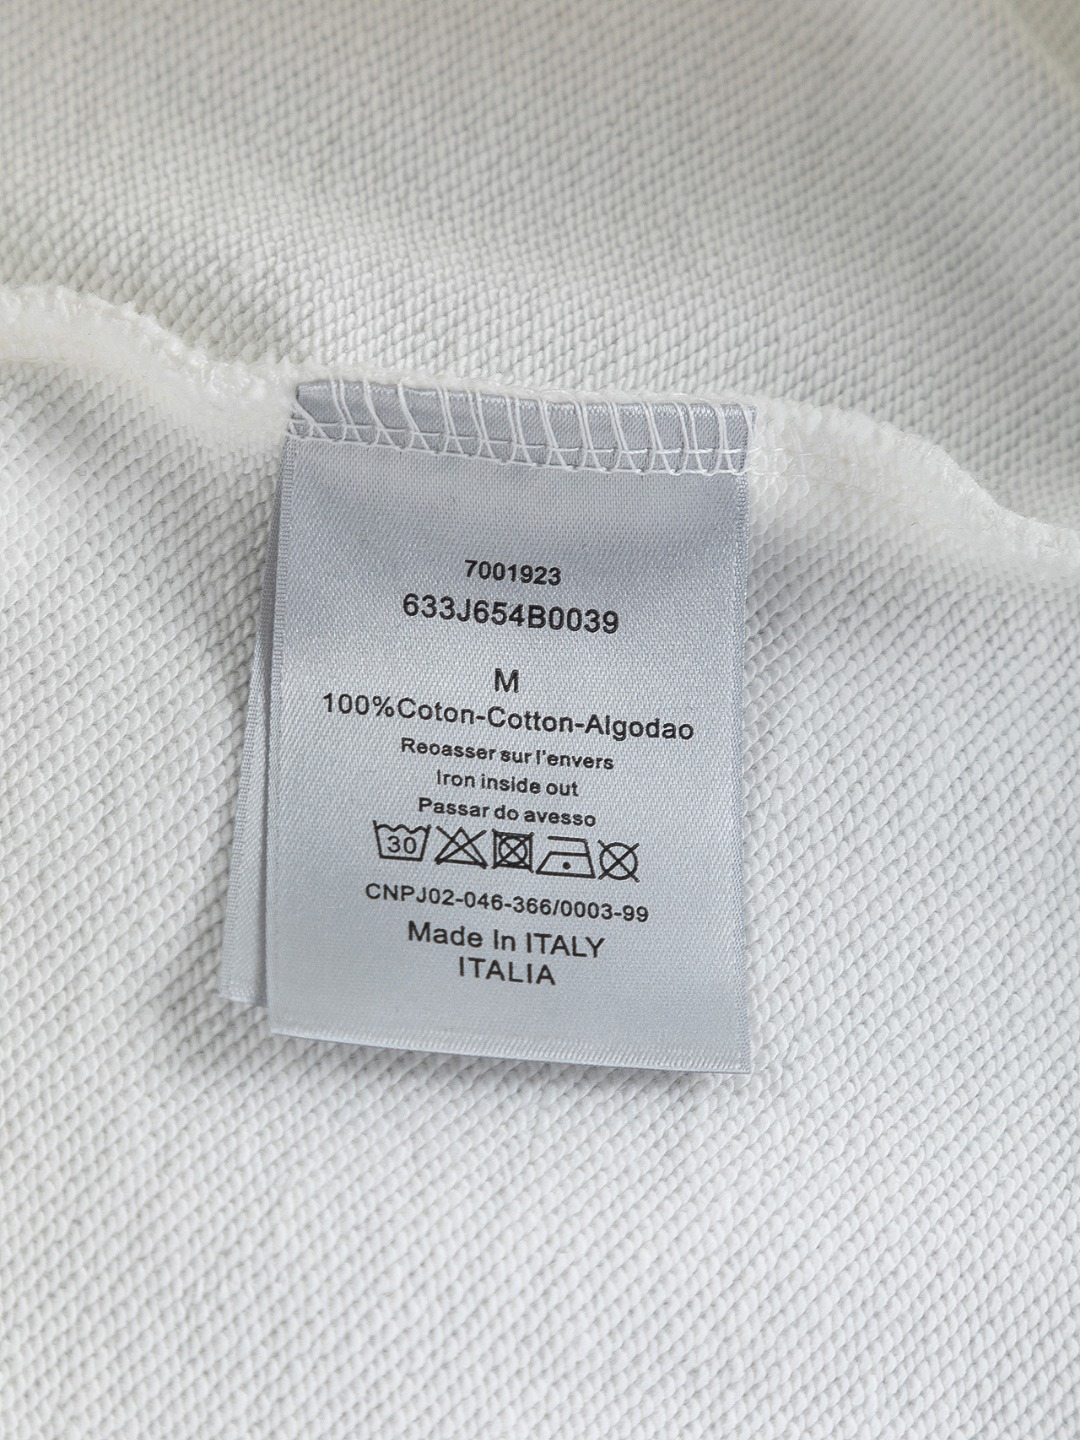 7001923
633J654B0039
M
100%Coton-Cotton-Algodao
Reoasser sur l'envers
Iron inside out
Passar do avesso
30
CNPJ02-046-366/0003-99
Made In ITALY
ITALIA